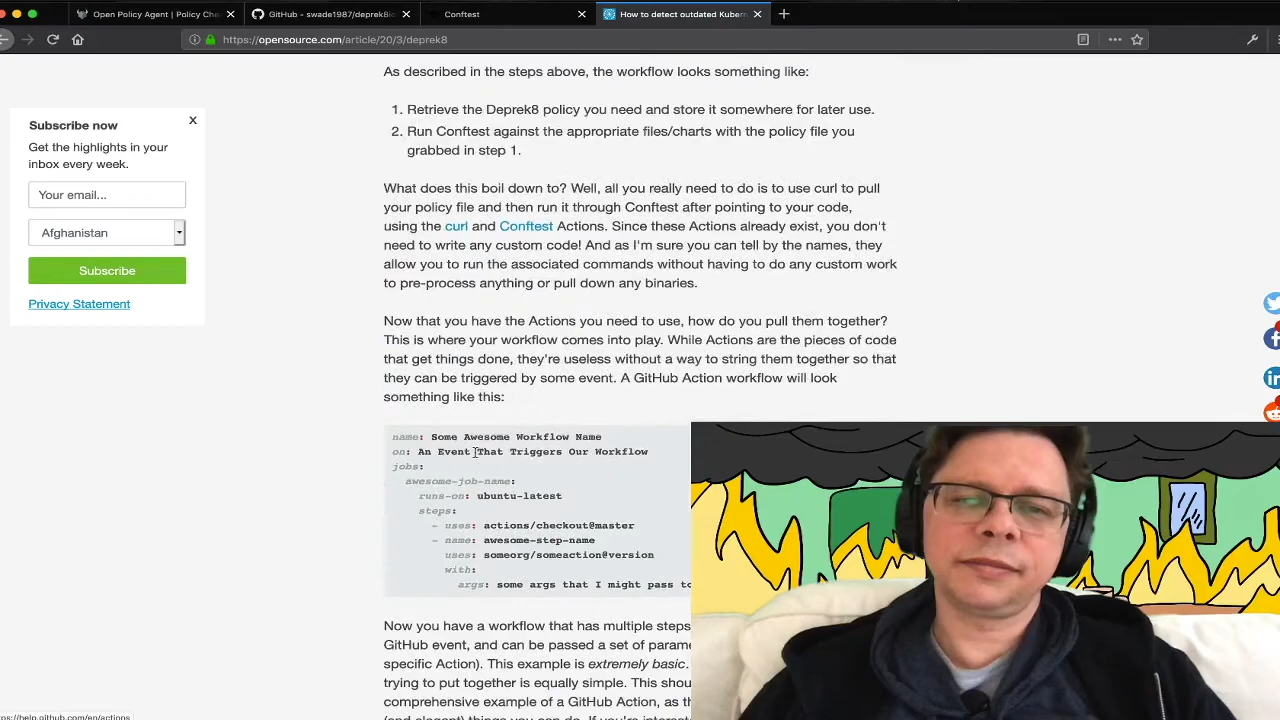 Open Policy Agent | Policy Che
GitHub - swade1987/deprek8io
Conftest
How to detect outdated Kubern
https://opensource.com/article/20/3/deprek8
As described in the steps above, the workflow looks something like:
1. Retrieve the Deprek8 policy you need and store it somewhere for later use.
2. Run Conftest against the appropriate files/charts with the policy file you
grabbed in step 1.
Subscribe now
X
Get the highlights in your
inbox every week.
Your email...
Afghanistan
Subscribe
Privacy Statement
What does this boil down to? Well, all you really need to do is to use curl to pull
your policy file and then run it through Conftest after pointing to your code,
using the curl and Conftest Actions. Since these Actions already exist, you don't
need to write any custom code! And as I'm sure you can tell by the names, they
allow you to run the associated commands without having to do any custom work
to pre-process anything or pull down any binaries.
Now that you have the Actions you need to use, how do you pull them together?
This is where your workflow comes into play. While Actions are the pieces of code
that get things done, they're useless without a way to string them together so that
they can be triggered by some event. A GitHub Action workflow will look
something like this:
name: Some Awesome Workflow Name
on: An Event That Triggers Our Workflow
jobs:
awesome-job-name:
runs-on: ubuntu-latest
steps:
- uses: actions/checkout@master
- name: awesome-step-name
uses: someorg/someaction@version
with:
args: some args that I might pass to
Now you have a workflow that has multiple steps
GitHub event, and can be passed a set of parame
specific Action). This example is extremely basic.
trying to put together is equally simple. This shou
comprehensive example of a GitHub Action, as th
(and elegant) things you can do. If you're interest
ps://help.github.com/en/actions